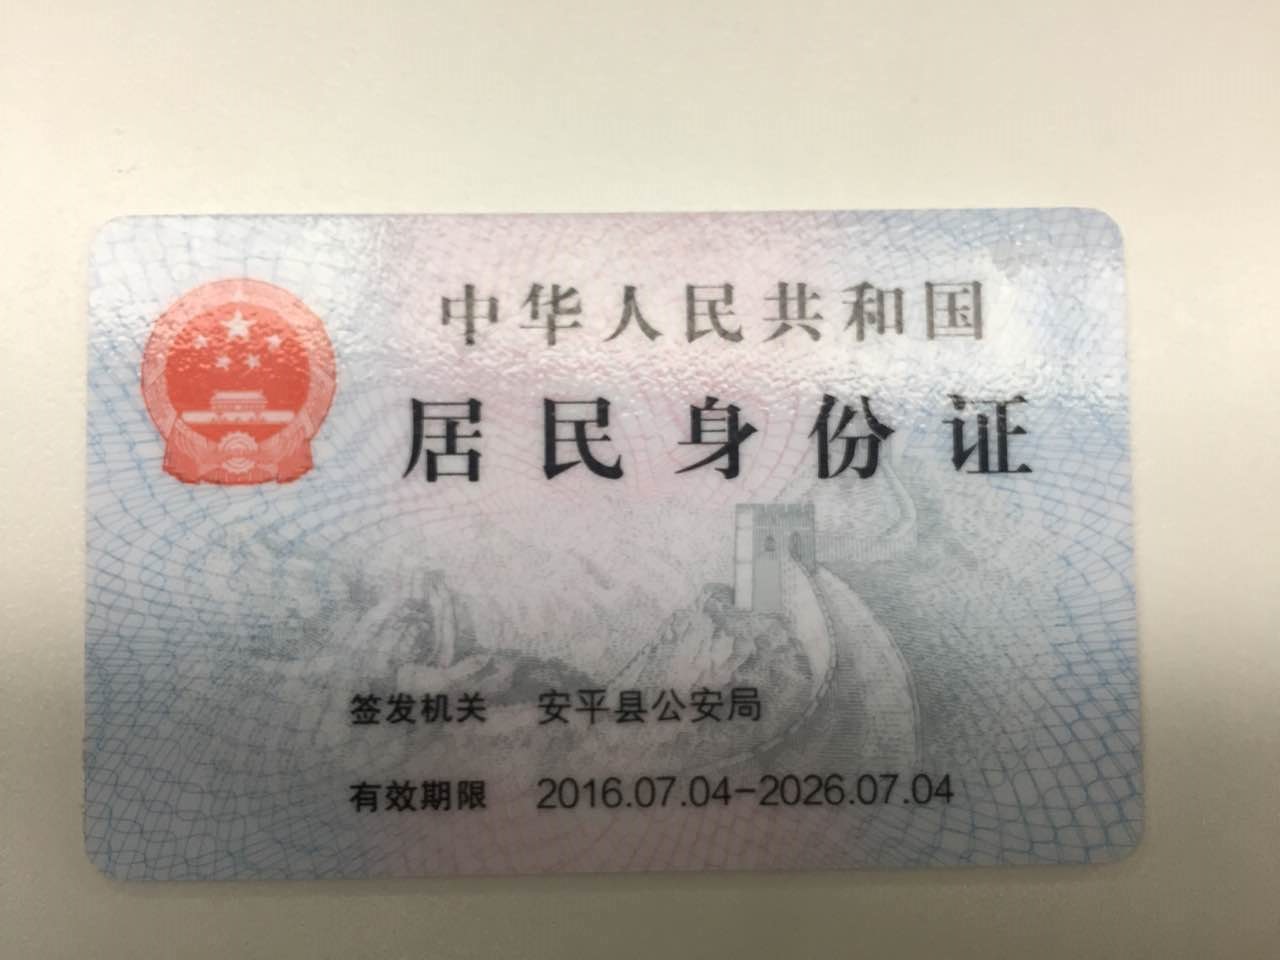 中华人民共和国
居民身份证
签发机关 安平县公安局
有效期限 2016.07.04-2026.07.04